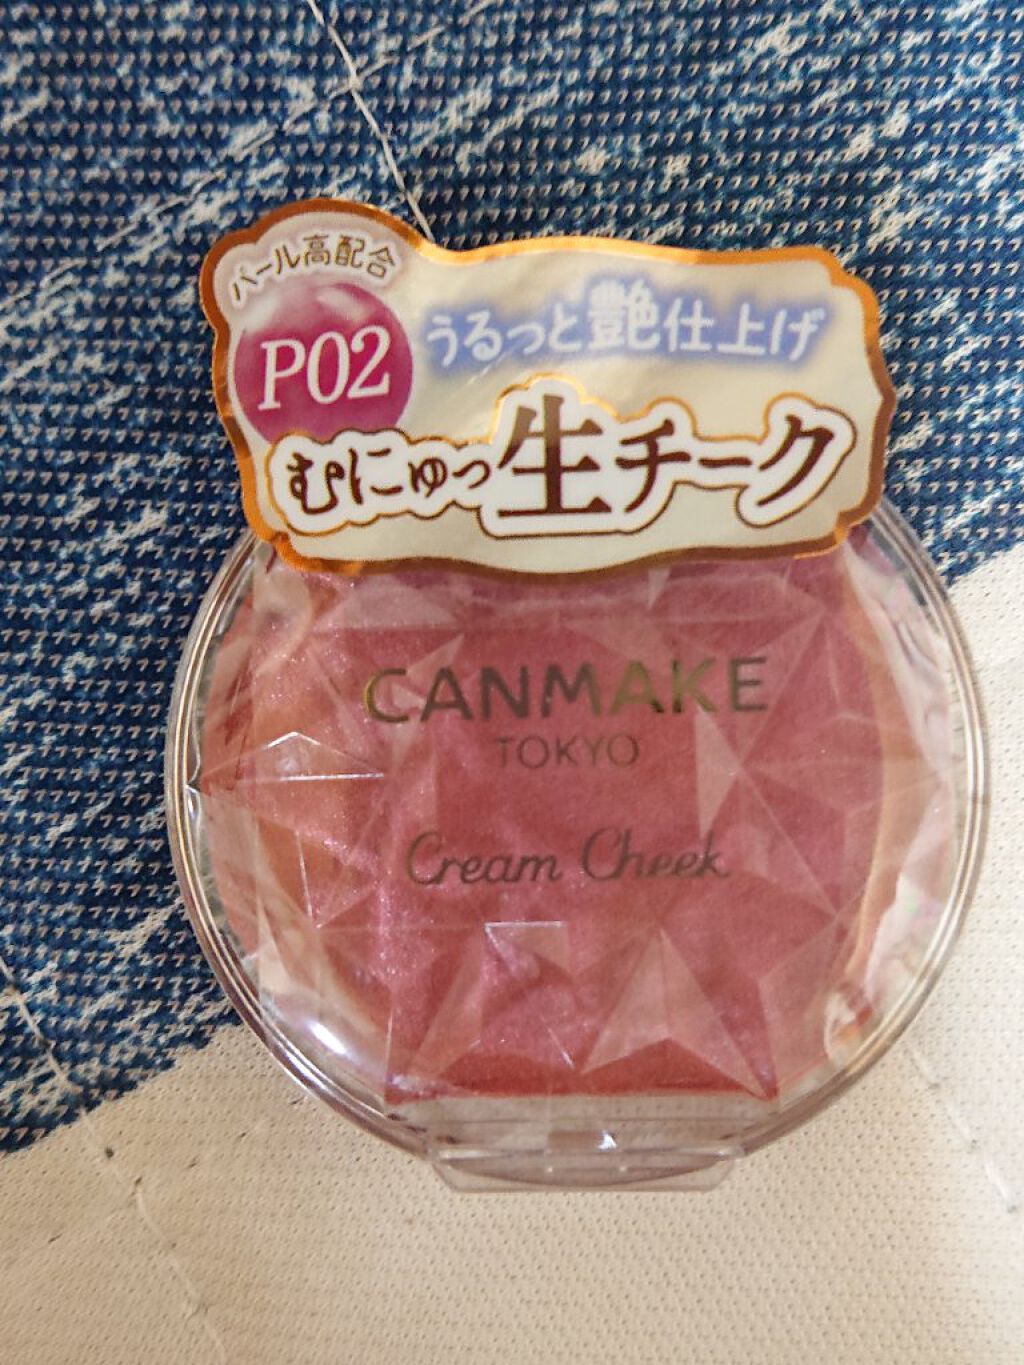 パール高配合
P02
うるっと艶仕上げ
むにゅっ生チーク
CANMAKE
TOKYO
Cream Cheek